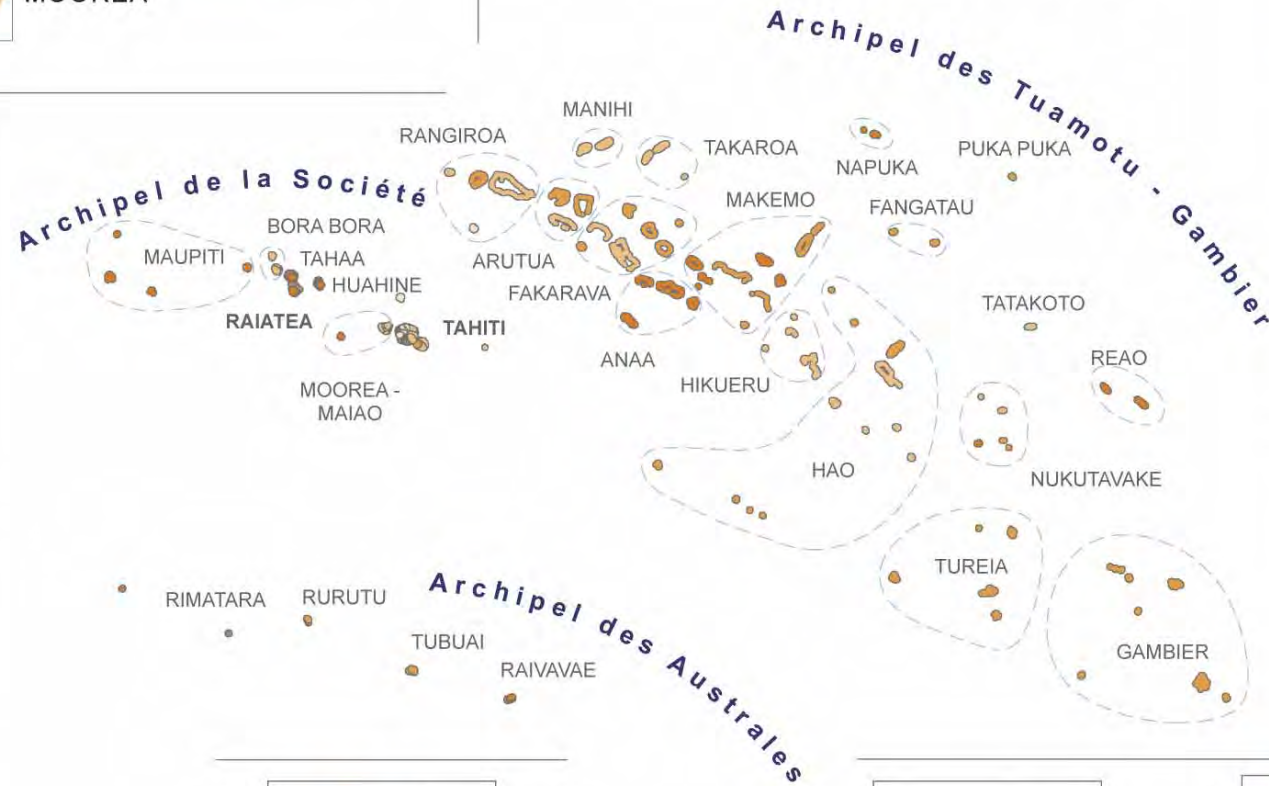 MOOREA
Archipel des Tuamotu - Gambier
MANIHI
RANGIROA
TAKAROA
NAPUKA
PUKA PUKA
Archipel de la Société
MAKEMO
FANGATAU
BORA BORA
MAUPITI
TAHAA
ARUTUA
HUAHINE
FAKARAVA
TATAKOTO
RAIATEA
TAHITI
ANAA
REAO
HIKUERU
MOOREA -
MAIAO
HAO
NUKUTAVAKE
TUREIA
Archipel des Australes
RIMATARA
RURUTU
TUBUAI
GAMBIER
RAIVAVAE